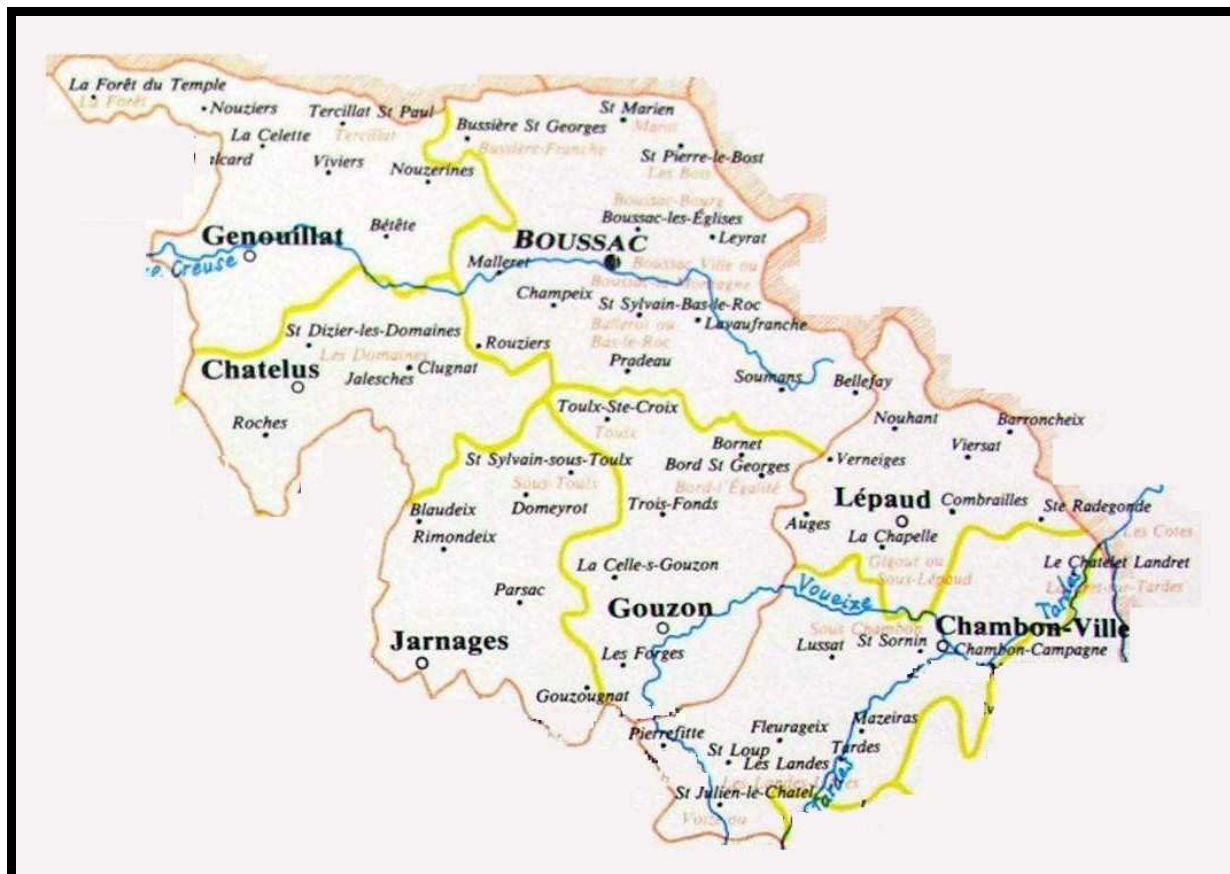 La Forêt du Temple
La Forêt
Nouziers
Tercillat St Paul
Tercillat
La Celette
Viviers
Nouzerines
Bussière St Georges
Bussière-Franche
St Marien
Marat
St Pierre-le-Bost
Les Bois
Boussac-Bourg
Boussac-les-Églises
Leyrat
Genouillat
Bétête
Creuse
BOUSSAC
Malleret
Boussac Ville ou
Boussac-la-Montagne
Champeix
St Sylvain-Bas-le-Roc
Lavaufranche
Balleroi ou
Bas-le-Roc
St Dizier-les-Domaines
Les Domaines
Rouziers
Chatelus
Jalesches
Clugnat
Pradeau
Soumans
Bellefay
Roches
Toulx-Ste-Croix
Toulx
Nouhant
Barroncheix
Bornet
Viersat
St Sylvain-sous-Toulx
Sous-Toulx
Bord St Georges
Bord-l'Égalité
Verneiges
Lépaud
Combrailles
Ste Radegonde
Blaudeix
Domeyrot
Trois-Fonds
Auges
Rimondeix
La Chapelle
Les Cotes
Gigout ou
Sous-Lépaud
Le Chatelet Landret
La Celle-s-Gouzon
Parsac
Voueize
Tardes
Gouzon
Sous Chambon
Chambon-Ville
Jarnages
Les Forges
Lussat
St Sornin
Chambon-Campagne
Gouzougnat
Pierrefitte
Fleurageix
Mazeiras
St Loup
Les Landes
Tardes
St Julien-le-Chatel
Tardes